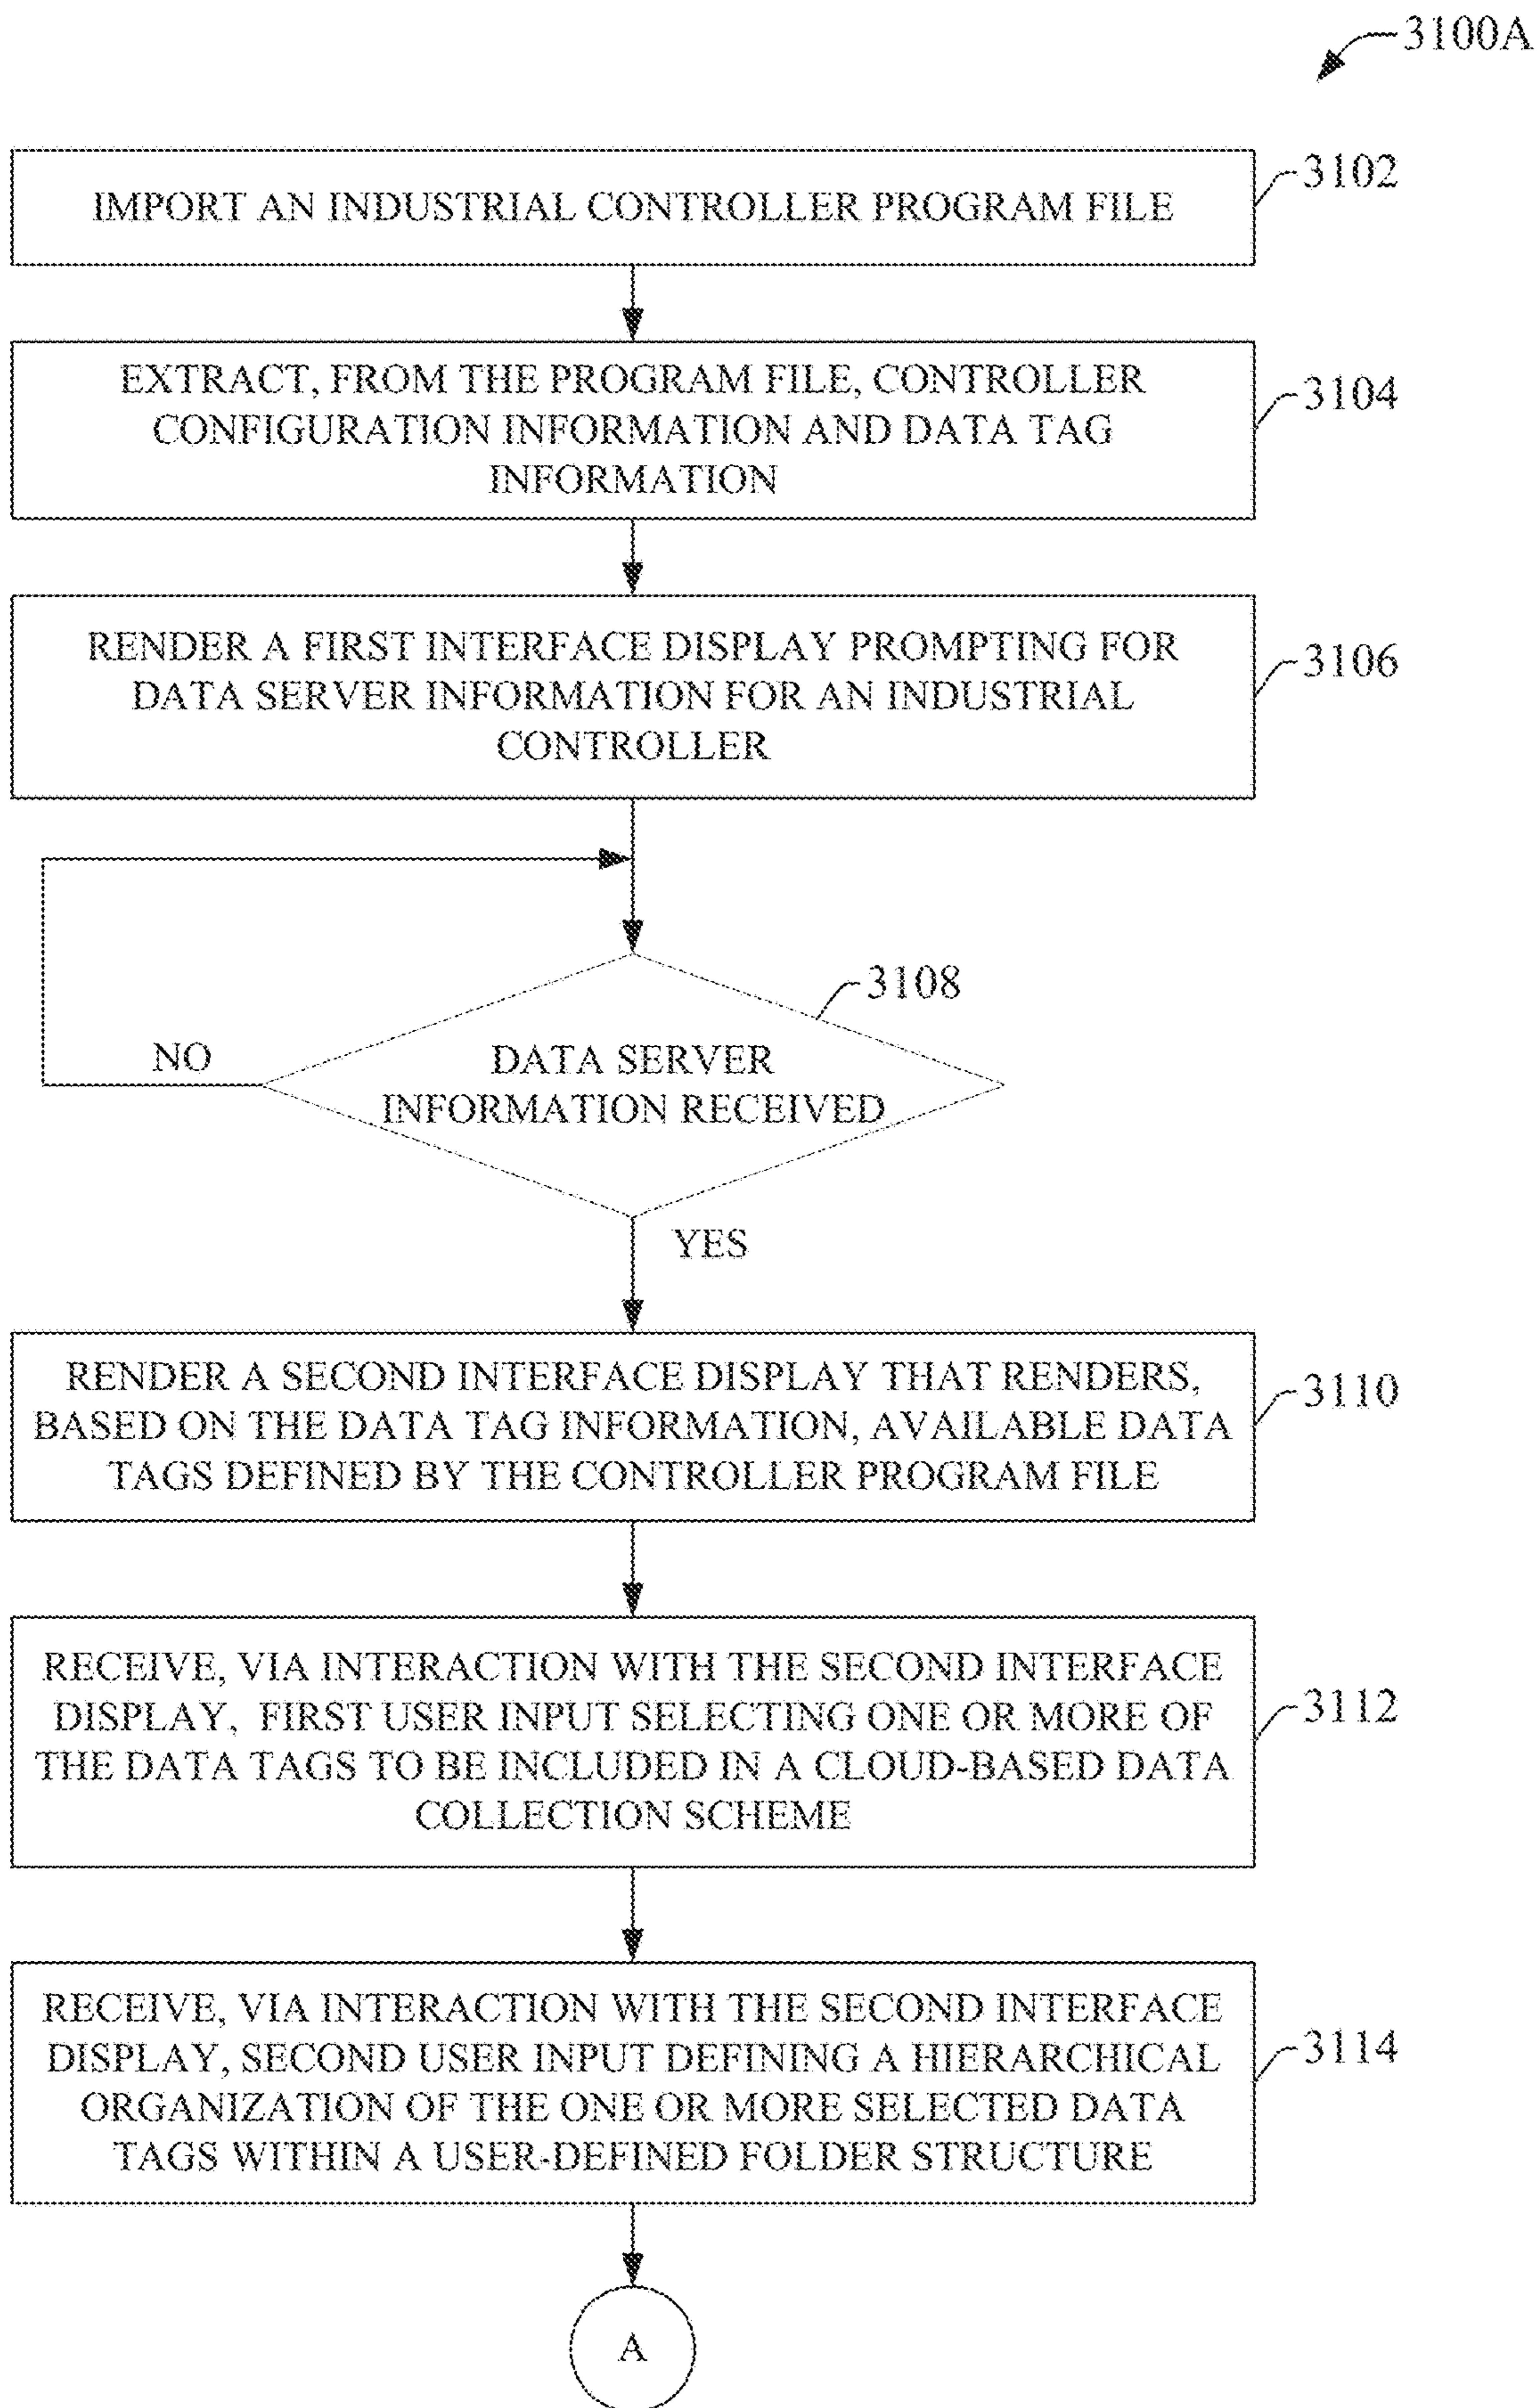 3100A
IMPORT AN INDUSTRIAL CONTROLLER PROGRAM FILE
3102
EXTRACT, FROM THE PROGRAM FILE, CONTROLLER
CONFIGURATION INFORMATION AND DATA TAG
INFORMATION
3104
RENDER A FIRST INTERFACE DISPLAY PROMPTING FOR
DATA SERVER INFORMATION FOR AN INDUSTRIAL
CONTROLLER
3106
3108
NO
DATA SERVER
INFORMATION RECEIVED
YES
RENDER A SECOND INTERFACE DISPLAY THAT RENDERS,
BASED ON THE DATA TAG INFORMATION, AVAILABLE DATA
TAGS DEFINED BY THE CONTROLLER PROGRAM FILE
3110
RECEIVE, VIA INTERACTION WITH THE SECOND INTERFACE
DISPLAY, FIRST USER INPUT SELECTING ONE OR MORE OF
THE DATA TAGS TO BE INCLUDED IN A CLOUD-BASED DATA
COLLECTION SCHEME
3112
RECEIVE, VIA INTERACTION WITH THE SECOND INTERFACE
DISPLAY, SECOND USER INPUT DEFINING A HIERARCHICAL
ORGANIZATION OF THE ONE OR MORE SELECTED DATA
TAGS WITHIN A USER-DEFINED FOLDER STRUCTURE
3114
A